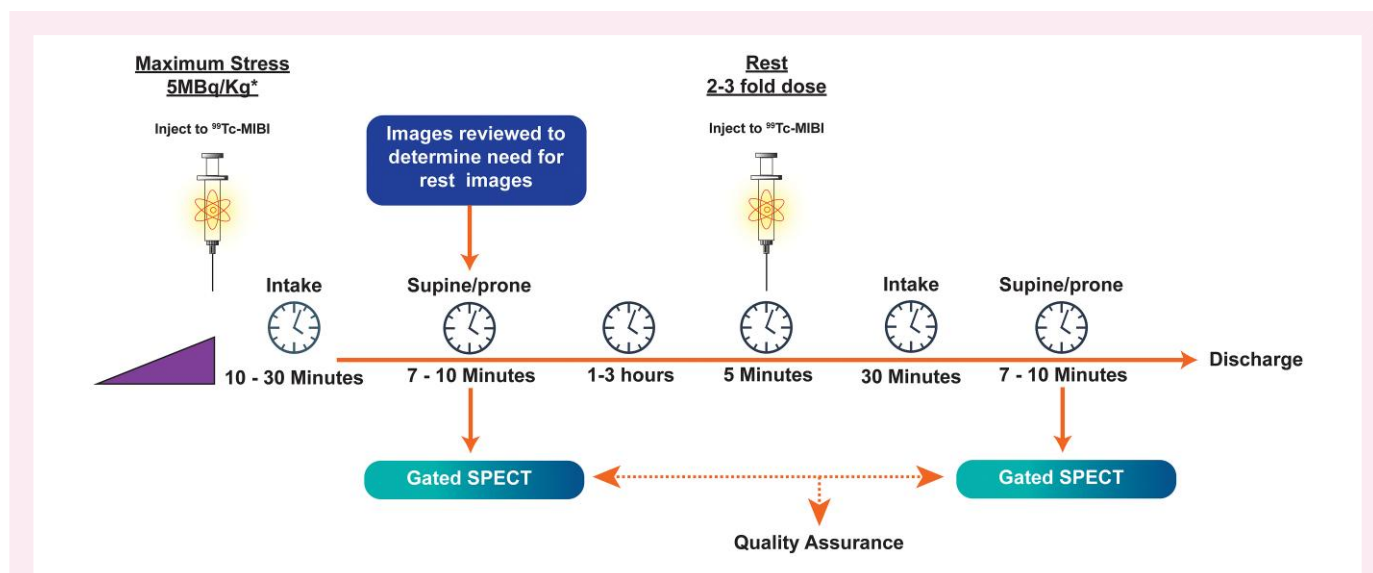 Maximum Stress
5MBq/Kg*
Inject to ⁹⁹Tc-MIBI
Images reviewed to
determine need for
rest images
Rest
2-3 fold dose
Inject to ⁹⁹Tc-MIBI
Intake
Supine/prone
Intake
Supine/prone
10 - 30 Minutes
7 - 10 Minutes
1-3 hours
5 Minutes
30 Minutes
7 - 10 Minutes
Discharge
Gated SPECT
Gated SPECT
Quality Assurance